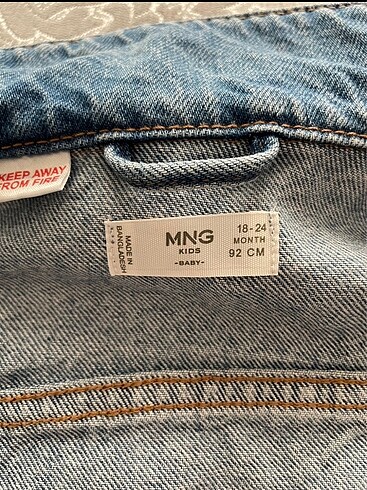 KEEP AWAY
FROM FIRE
MADE IN
BANGLADESH
MNG
KIDS
-BABY-
18-24
MONTH
92 CM